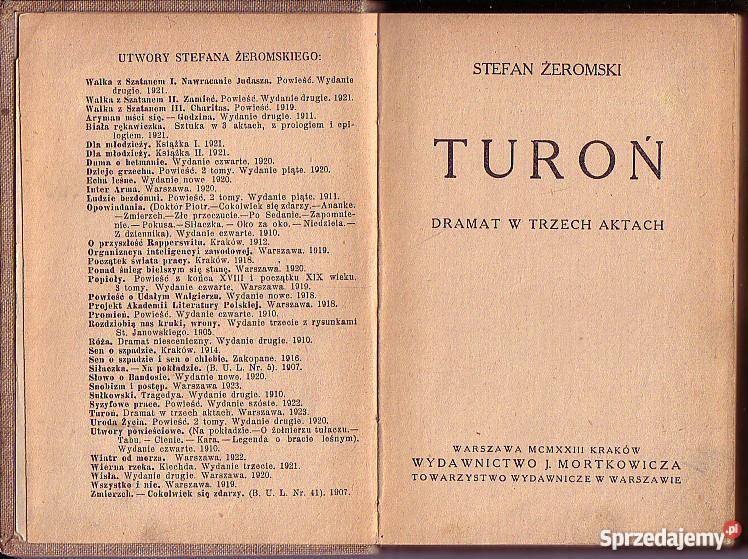 UTWORY STEFANA ŻEROMSKIEGO:
Walka z Szatanem I. Nawracanie Judasza. Powieść. Wydanie
drugie. 1921.
Walka z Szatanem II. Zamieć. Powieść. Wydanie drugie. 1921.
Walka z Szatanem III. Charitas. Powieść. 1919.
Aryman mści się. — Godzina. Wydanie drugie. 1911.
Biała rękawiczka. Sztuka w 3 aktach, z prologiem i epi-
logiem. 1921.
Dla młodzieży. Książka I. 1921.
Dla młodzieży. Książka II. 1921.
Duma o hetmanie. Wydanie czwarte, 1920.
Dzieje grzechu. Powieść. 2 tomy. Wydanie piąte. 1920.
Echa leśne. Wydanie nowe 1920.
Inter Arma. Warszawa. 1920.
Ludzie bezdomni. Powieść, 2 tomy. Wydanie piąte. 1911.
Opowiadania. (Doktór Piotr.—Cokolwiek się zdarzy.—Ananke.
—Zmierzch.—Złe przeczucie.—Po Sedanie.—Zapomnie-
nie. — Pokusa.—Siłaczka. — Oko za oko. — Niedziela.—
Z dziennika). Wydanie czwarte. 1910.
O przyszłość Rapperswilu. Kraków. 1912.
Organizacya inteligencyi zawodowej. Warszawa. 1919.
Początek świata pracy. Kraków. 1918.
Ponad śnieg bielszym się stanę. Warszawa. 1920.
Popioły. Powieść z końca XVIII i początku XIX wieku.
3 tomy. Wydanie czwarte. Warszawa. 1919.
Powieść o Udałym Walgierzu. Wydanie nowe. 1918.
Projekt Akademii Literatury Polskiej. Warszawa. 1918.
Promień. Powieść. Wydanie czwarte. 1910.
Rozdziobią nas kruki, wrony. Wydanie trzecie z rysunkami
St. Janowskiego. 1905.
Róża. Dramat niesceniczny. Wydanie drugie. 1910.
Sen o szpadzie. Kraków. 1914.
Sen o szpadzie i sen o chlebie. Zakopane. 1916.
Siłaczka. — Na pokładzie. (B. U. L. Nr. 5). 1907.
Słowo o Bandosie. Wydanie nowe. 1920.
Snobizm i postęp. Warszawa 1923.
Sułkowski. Tragedya. Wydanie drugie. 1910.
Syzyfowe prace. Powieść. Wydanie szóste. 1922.
Turoń. Dramat w trzech aktach. Warszawa. 1923.
Uroda Życia. Powieść. 2 tomy. Wydanie drugie. 1920.
Utwory powieściowe. (Na pokładzie.—O żołnierzu tułaczu.—
Tabu. — Cienie. — Kara. — Legenda o bracie leśnym).
Wydanie czwarte. 1910.
Wiatr od morza. Warszawa. 1922.
Wierna rzeka. Klechda. Wydanie trzecie. 1921.
Wisła. Wydanie drugie. Warszawa. 1920.
Wszystko i nic. Warszawa. 1919.
Zmierzch. — Cokolwiek się zdarzy. (B. U. L. Nr. 41). 1907.
STEFAN ŻEROMSKI
TUROŃ
DRAMAT W TRZECH AKTACH
WARSZAWA MCMXXIII KRAKÓW
WYDAWNICTWO J. MORTKOWICZA
TOWARZYSTWO WYDAWNICZE W WARSZAWIE
Sprzedajemy.pl